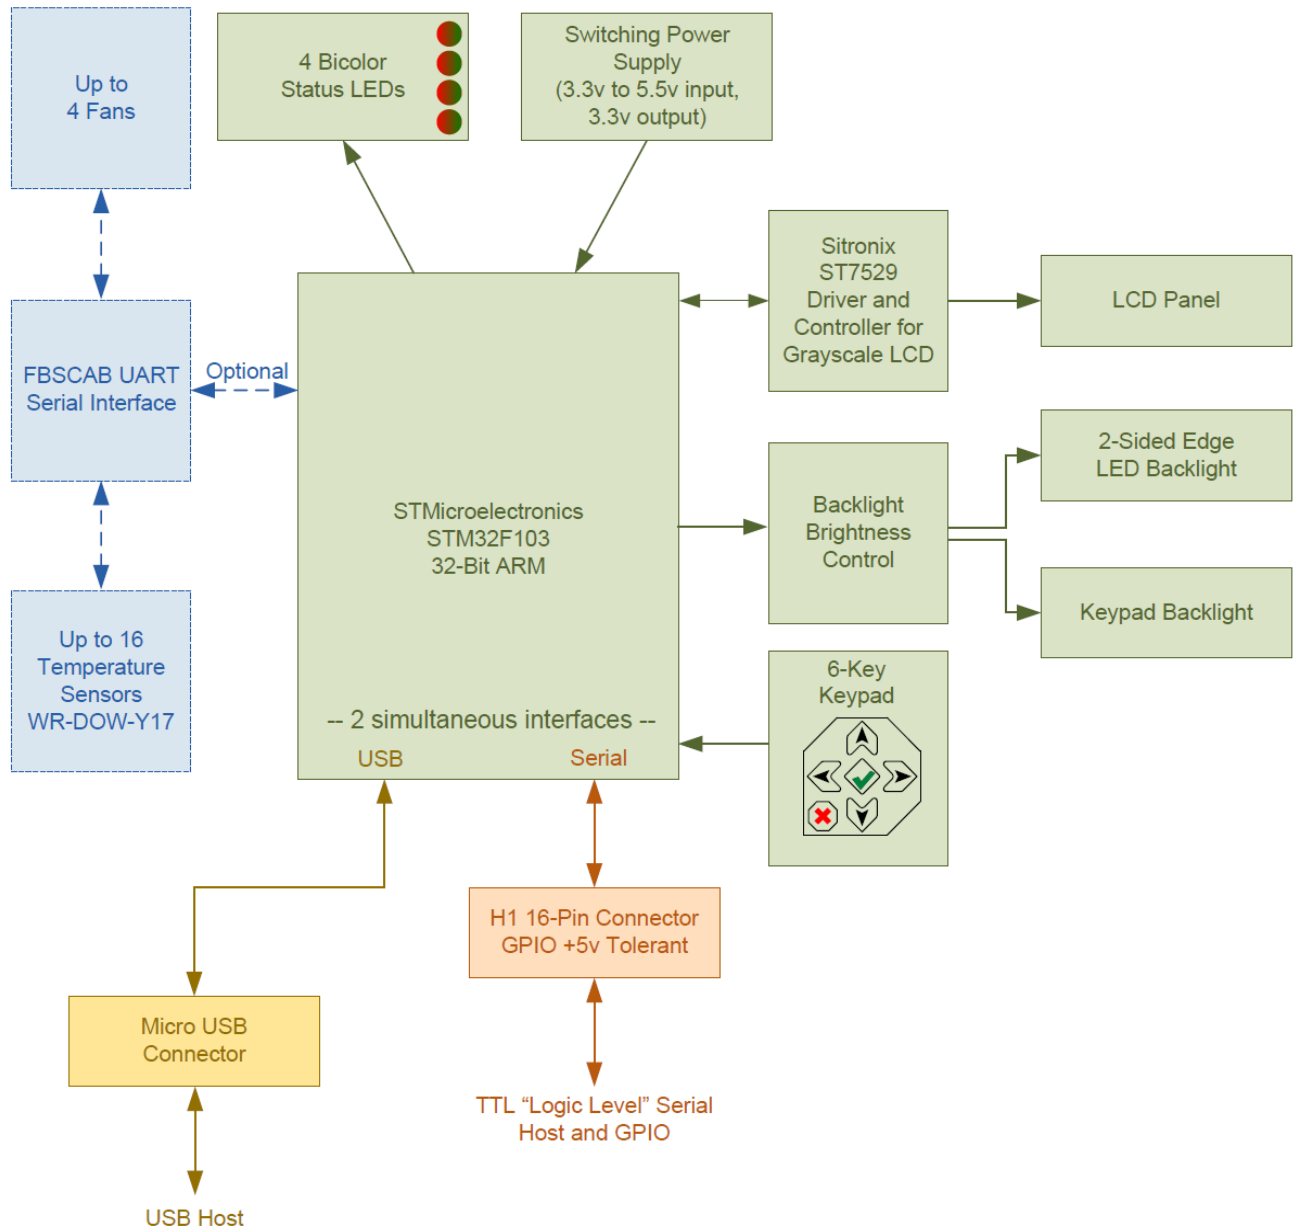 Up to
4 Fans
4 Bicolor
Status LEDs
Switching Power
Supply
(3.3v to 5.5v input,
3.3v output)
Sitronix
ST7529
Driver and
Controller for
Grayscale LCD
LCD Panel
FBSCAB UART
Serial Interface
Optional
STMicroelectronics
STM32F103
32-Bit ARM
Backlight
Brightness
Control
2-Sided Edge
LED Backlight
Keypad Backlight
Up to 16
Temperature
Sensors
WR-DOW-Y17
6-Key
Keypad
-- 2 simultaneous interfaces --
USB
Serial
H1 16-Pin Connector
GPIO +5v Tolerant
Micro USB
Connector
TTL “Logic Level” Serial
Host and GPIO
USB Host